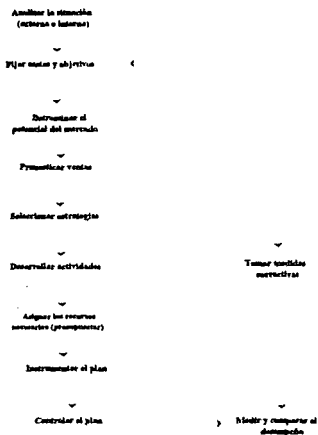 Analizar la situación
(externa e interna)
Fijar metas y objetivos
Determinar el
potencial del mercado
Pronosticar ventas
Seleccionar estrategias
Desarrollar actividades
Tomar medidas
correctivas
Asignar los recursos
necesarios (presupuestar)
Instrumentar el plan
Controlar el plan
Medir y comparar el
desempeño